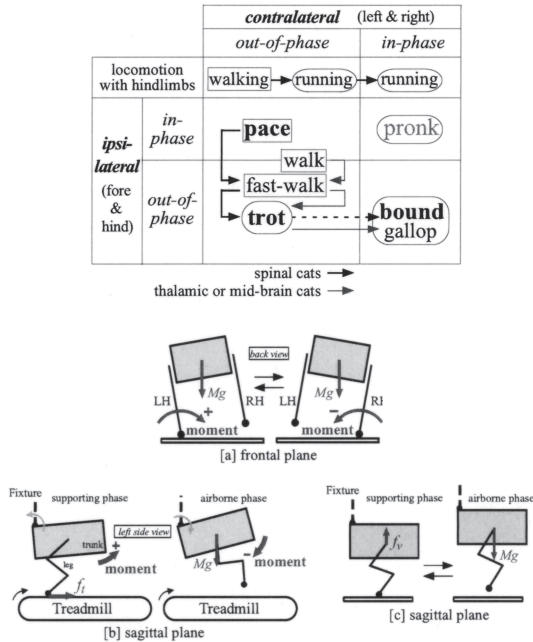 contralateral (left & right)
out-of-phase in-phase
locomotion with hindlimbs
walking running running
ipsi-lateral
(fore & hind)
in-phase
pace pronk
walk
out-of-phase
fast-walk
trot bound
gallop
spinal cats
thalamic or mid-brain cats
back view
Mg Mg
LH RH LH
+ −
moment moment
[a] frontal plane
Fixture supporting phase airborne phase
trunk left side view
+
leg moment
ft
Mg − moment
Treadmill Treadmill
[b] sagittal plane
Fixture supporting phase airborne phase
fv
Mg
[c] sagittal plane